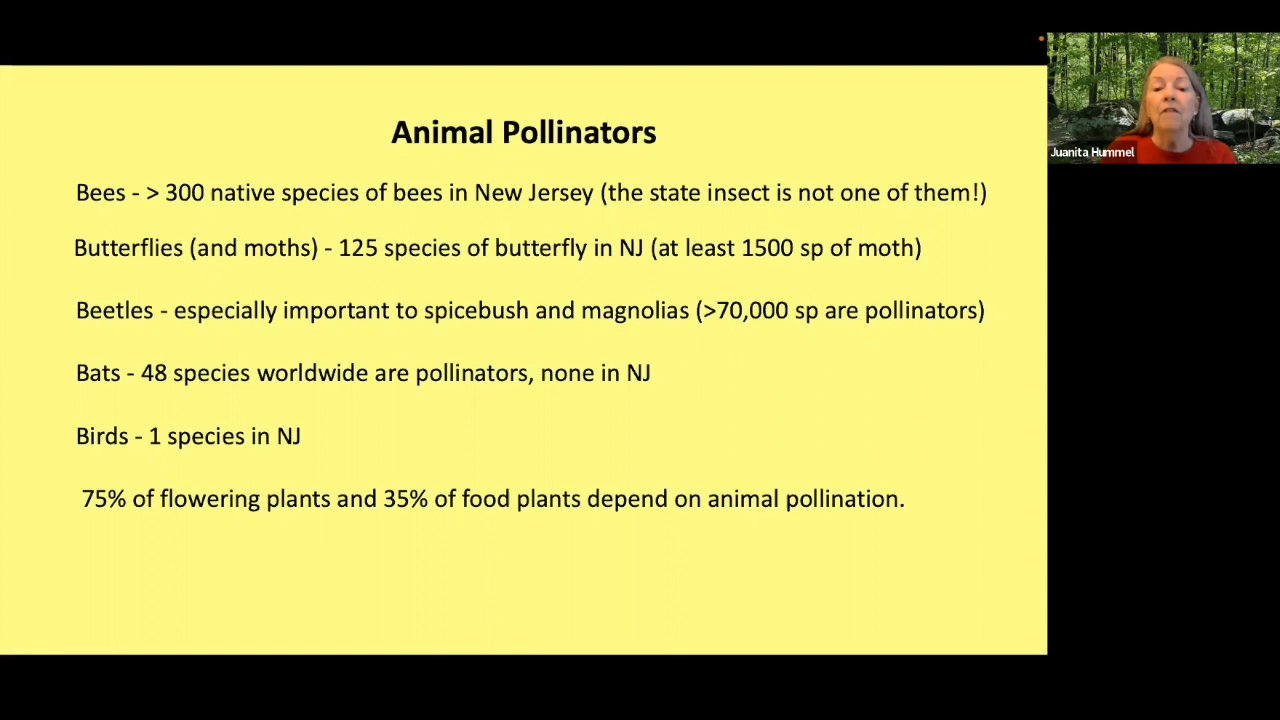 Animal Pollinators
Bees - > 300 native species of bees in New Jersey (the state insect is not one of them!)
Butterflies (and moths) - 125 species of butterfly in NJ (at least 1500 sp of moth)
Beetles - especially important to spicebush and magnolias (>70,000 sp are pollinators)
Bats - 48 species worldwide are pollinators, none in NJ
Birds - 1 species in NJ
75% of flowering plants and 35% of food plants depend on animal pollination.
Juanita Hummel